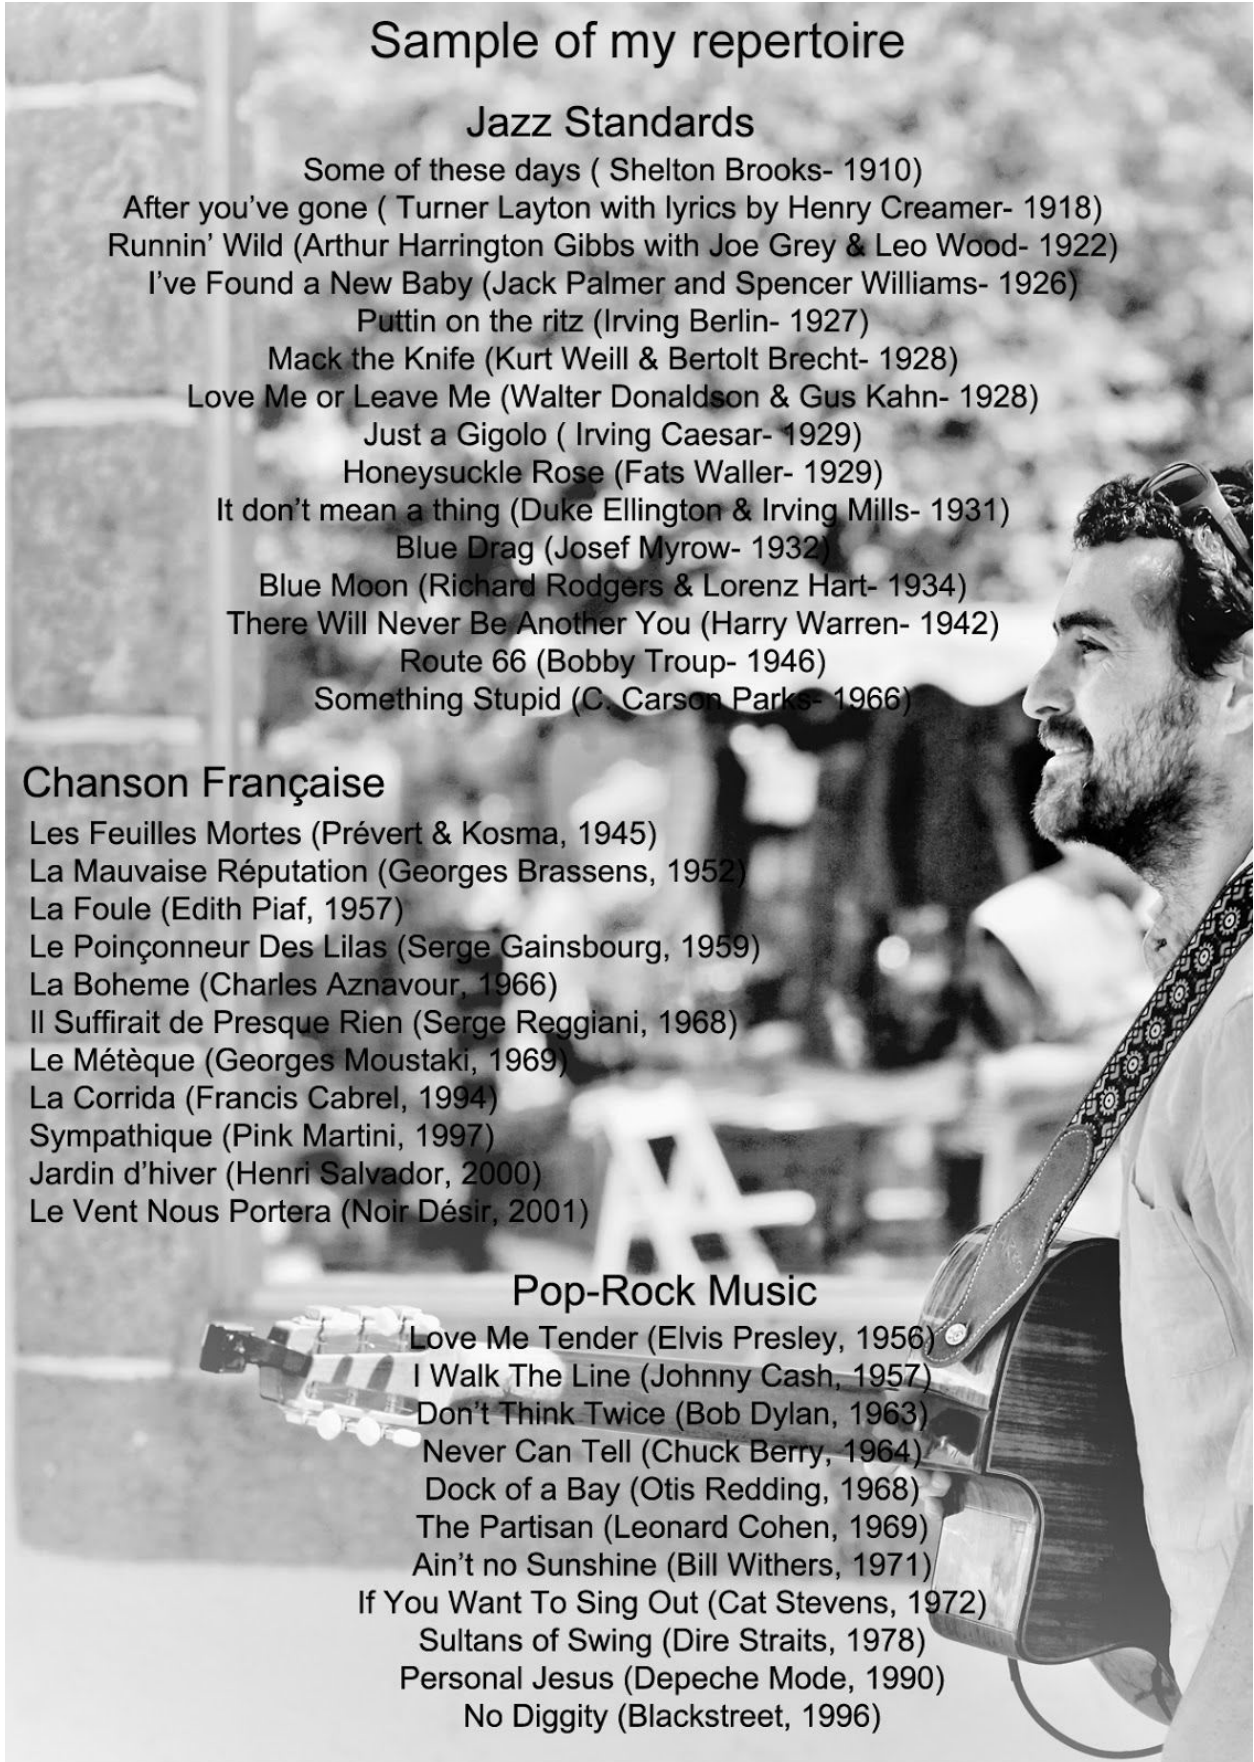 Sample of my repertoire
Jazz Standards
Some of these days ( Shelton Brooks- 1910)
After you've gone ( Turner Layton with lyrics by Henry Creamer- 1918)
Runnin' Wild (Arthur Harrington Gibbs with Joe Grey & Leo Wood- 1922)
I've Found a New Baby (Jack Palmer and Spencer Williams- 1926)
Puttin on the ritz (Irving Berlin- 1927)
Mack the Knife (Kurt Weill & Bertolt Brecht- 1928)
Love Me or Leave Me (Walter Donaldson & Gus Kahn- 1928)
Just a Gigolo ( Irving Caesar- 1929)
Honeysuckle Rose (Fats Waller- 1929)
It don't mean a thing (Duke Ellington & Irving Mills- 1931)
Blue Drag (Josef Myrow- 1932)
Blue Moon (Richard Rodgers & Lorenz Hart- 1934)
There Will Never Be Another You (Harry Warren- 1942)
Route 66 (Bobby Troup- 1946)
Something Stupid (C. Carson Parks- 1966)
Chanson Française
Les Feuilles Mortes (Prévert & Kosma, 1945)
La Mauvaise Réputation (Georges Brassens, 1952)
La Foule (Edith Piaf, 1957)
Le Poinçonneur Des Lilas (Serge Gainsbourg, 1959)
La Boheme (Charles Aznavour, 1966)
Il Suffirait de Presque Rien (Serge Reggiani, 1968)
Le Métèque (Georges Moustaki, 1969)
La Corrida (Francis Cabrel, 1994)
Sympathique (Pink Martini, 1997)
Jardin d'hiver (Henri Salvador, 2000)
Le Vent Nous Portera (Noir Désir, 2001)
Pop-Rock Music
Love Me Tender (Elvis Presley, 1956)
I Walk The Line (Johnny Cash, 1957)
Don't Think Twice (Bob Dylan, 1963)
Never Can Tell (Chuck Berry, 1964)
Dock of a Bay (Otis Redding, 1968)
The Partisan (Leonard Cohen, 1969)
Ain't no Sunshine (Bill Withers, 1971)
If You Want To Sing Out (Cat Stevens, 1972)
Sultans of Swing (Dire Straits, 1978)
Personal Jesus (Depeche Mode, 1990)
No Diggity (Blackstreet, 1996)